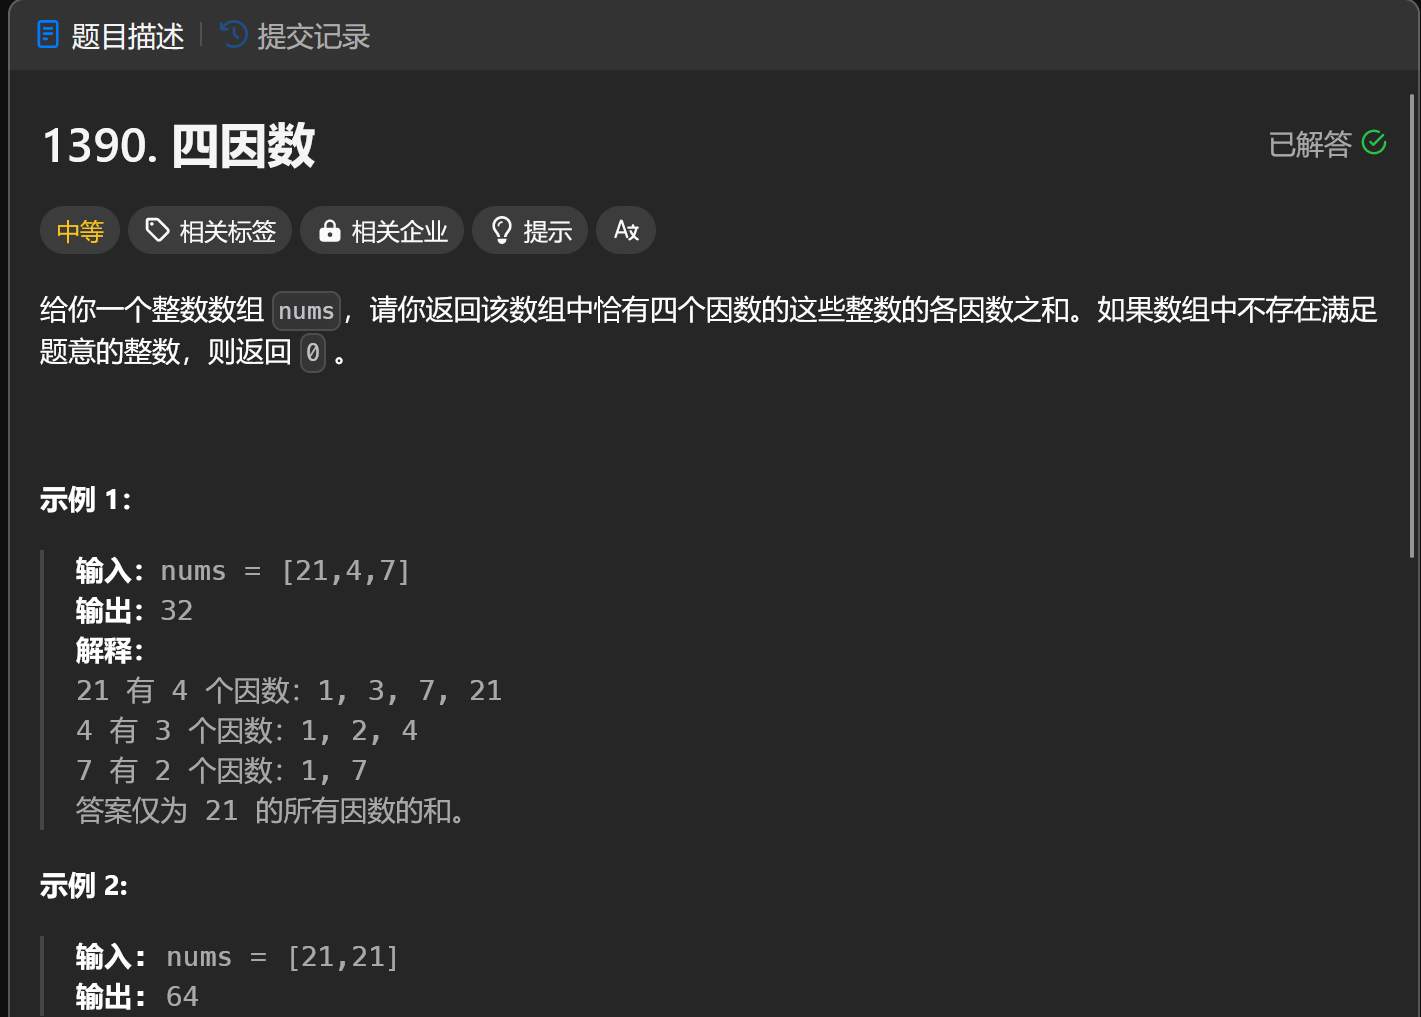 题目描述 | 提交记录
1390. 四因数
已解答
中等 相关标签 相关企业 提示 A文
给你一个整数数组 nums，请你返回该数组中恰有四个因数的这些整数的各因数之和。如果数组中不存在满足
题意的整数，则返回 0 。
示例 1：
输入：nums = [21,4,7]
输出：32
解释：
21 有 4 个因数：1, 3, 7, 21
4 有 3 个因数：1, 2, 4
7 有 2 个因数：1, 7
答案仅为 21 的所有因数的和。
示例 2:
输入: nums = [21,21]
输出: 64